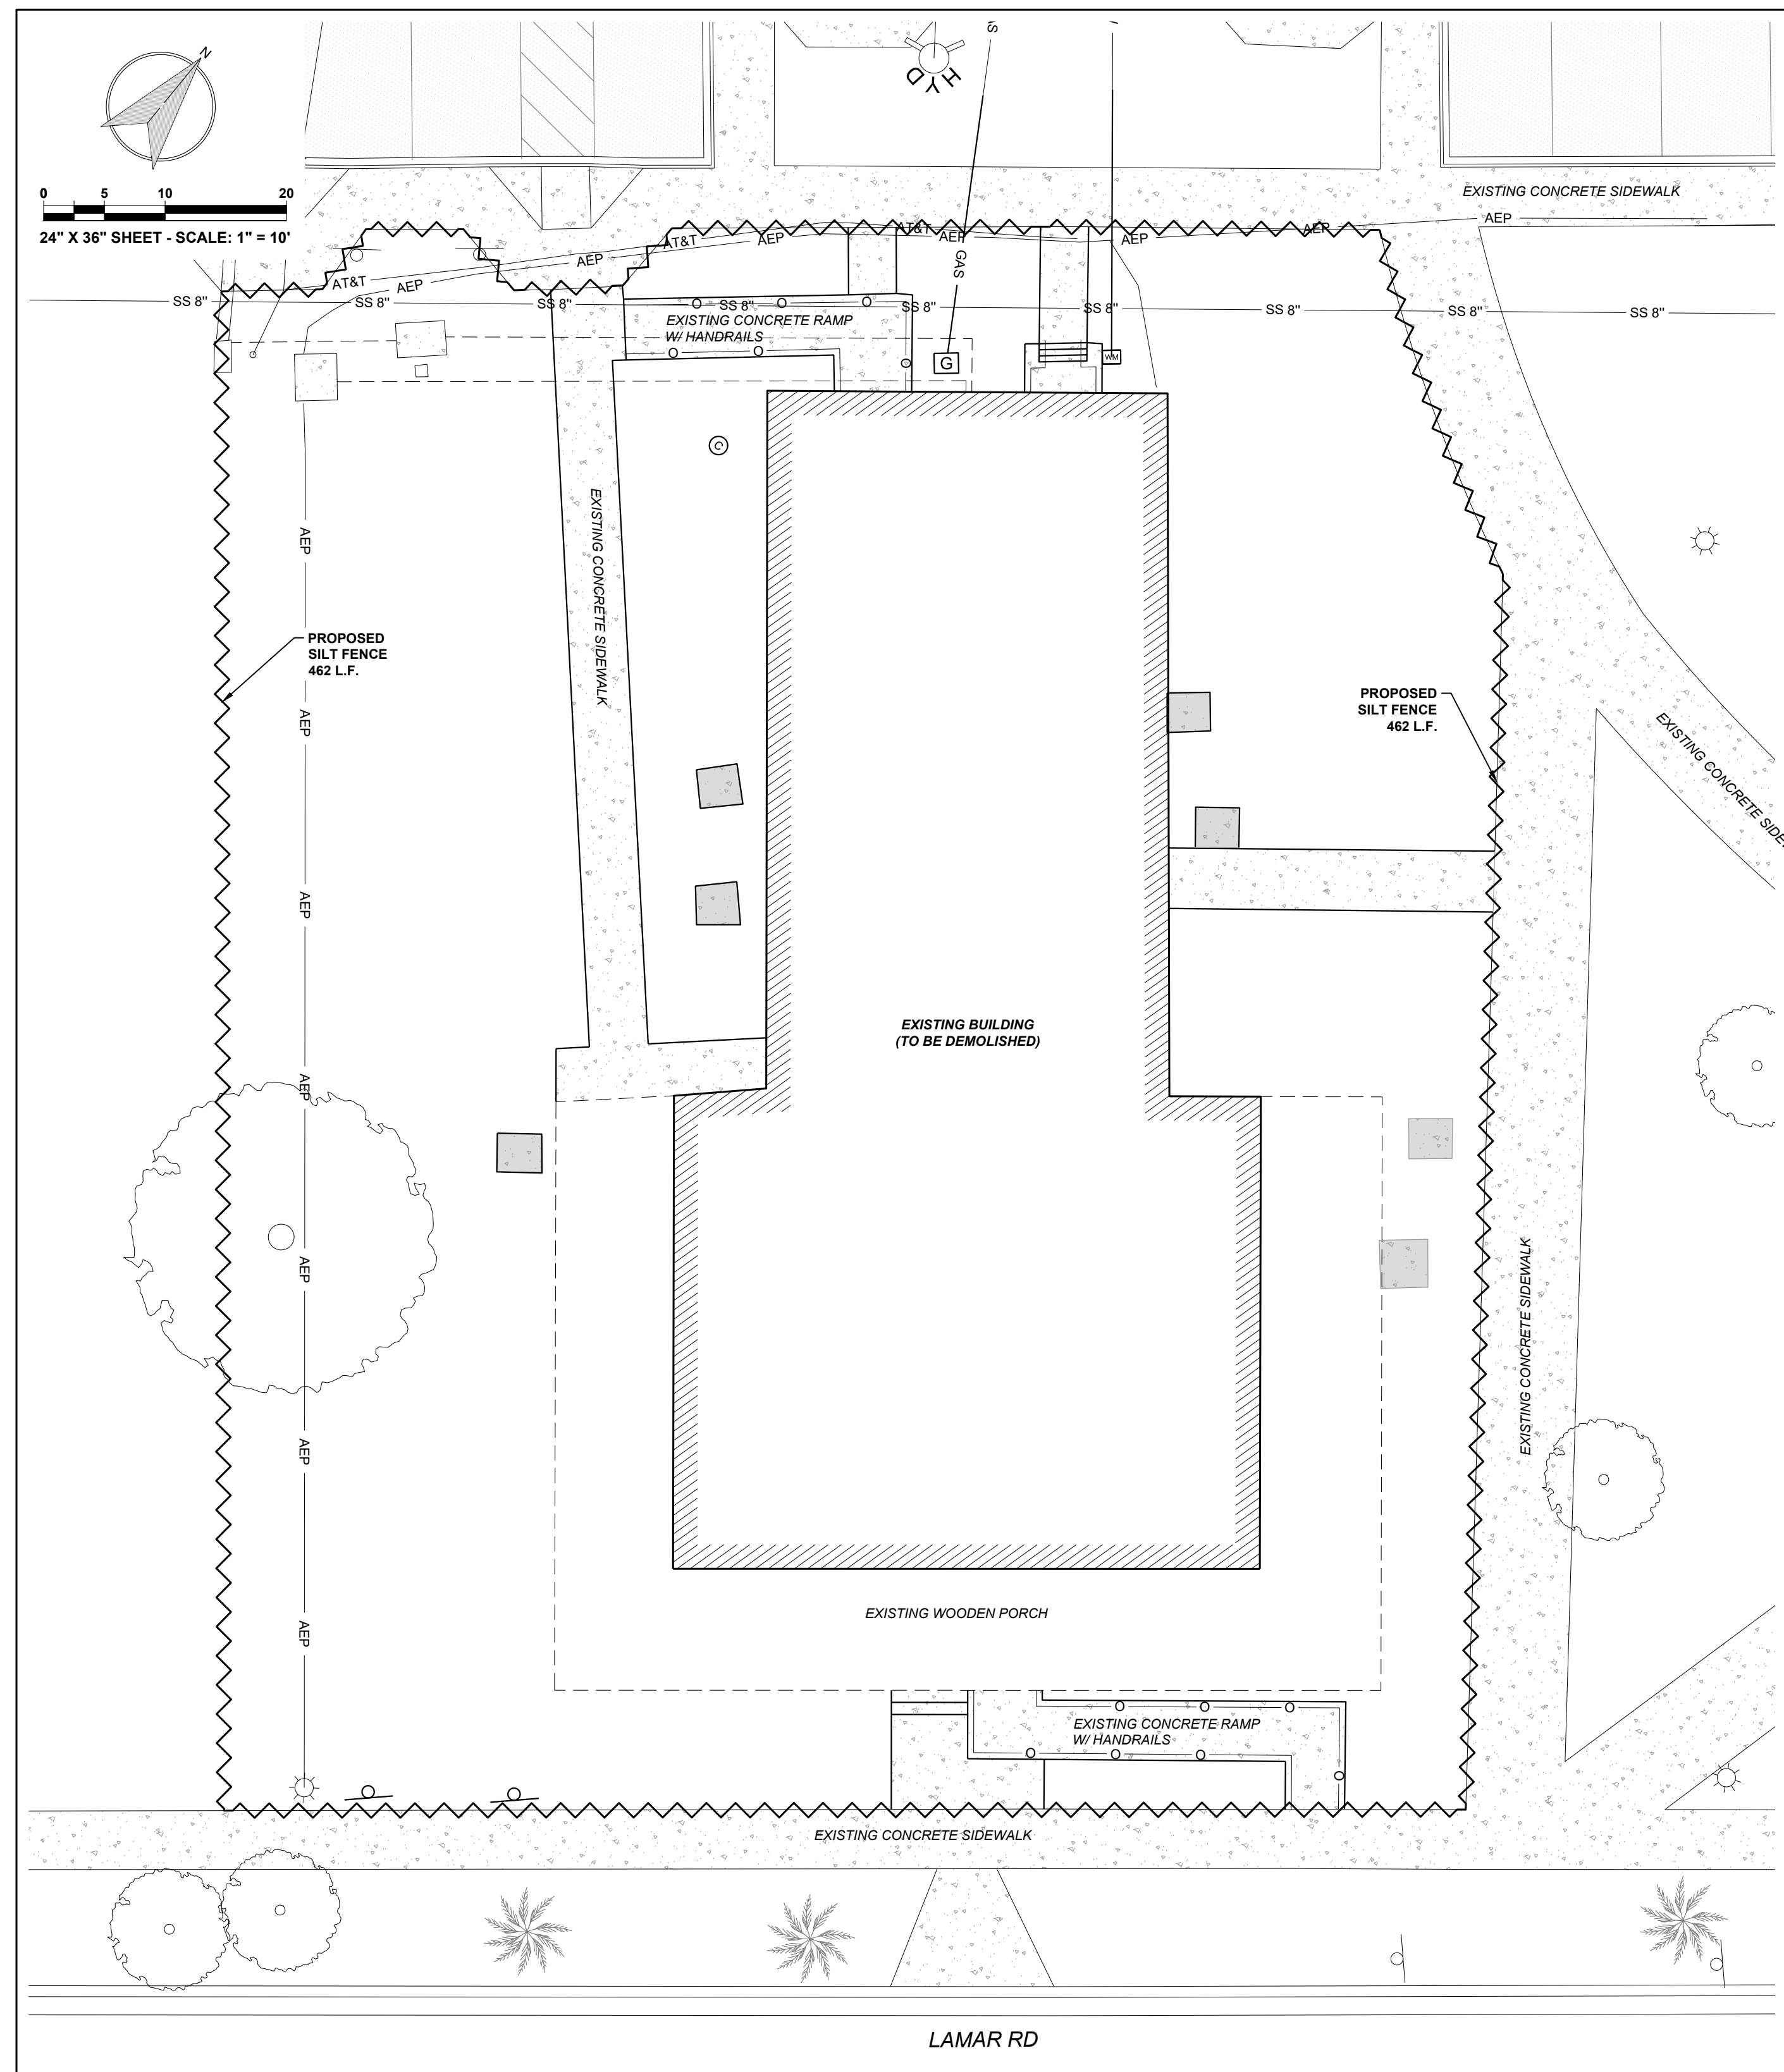 S
HYD
N
EXISTING CONCRETE SIDEWALK
0 5 10 20
24" X 36" SHEET - SCALE: 1" = 10'
AEP
AEP
AT&T
AEP
AT&T
AEP
AEP
AEP
AT&T
AEP
GAS
SS 8"
SS 8"
SS 8"
SS 8"
SS 8"
SS 8"
SS 8"
SS 8"
SS 8"
EXISTING CONCRETE RAMP
W/ HANDRAILS
G
WM
C
AEP
EXISTING CONCRETE SIDEWALK
PROPOSED
SILT FENCE
462 L.F.
AEP
PROPOSED
SILT FENCE
462 L.F.
EXISTING CONCRETE SIDE
AEP
EXISTING BUILDING
(TO BE DEMOLISHED)
AEP
AEP
EXISTING CONCRETE SIDEWALK
AEP
EXISTING WOODEN PORCH
AEP
EXISTING CONCRETE RAMP
W/ HANDRAILS
EXISTING CONCRETE SIDEWALK
LAMAR RD